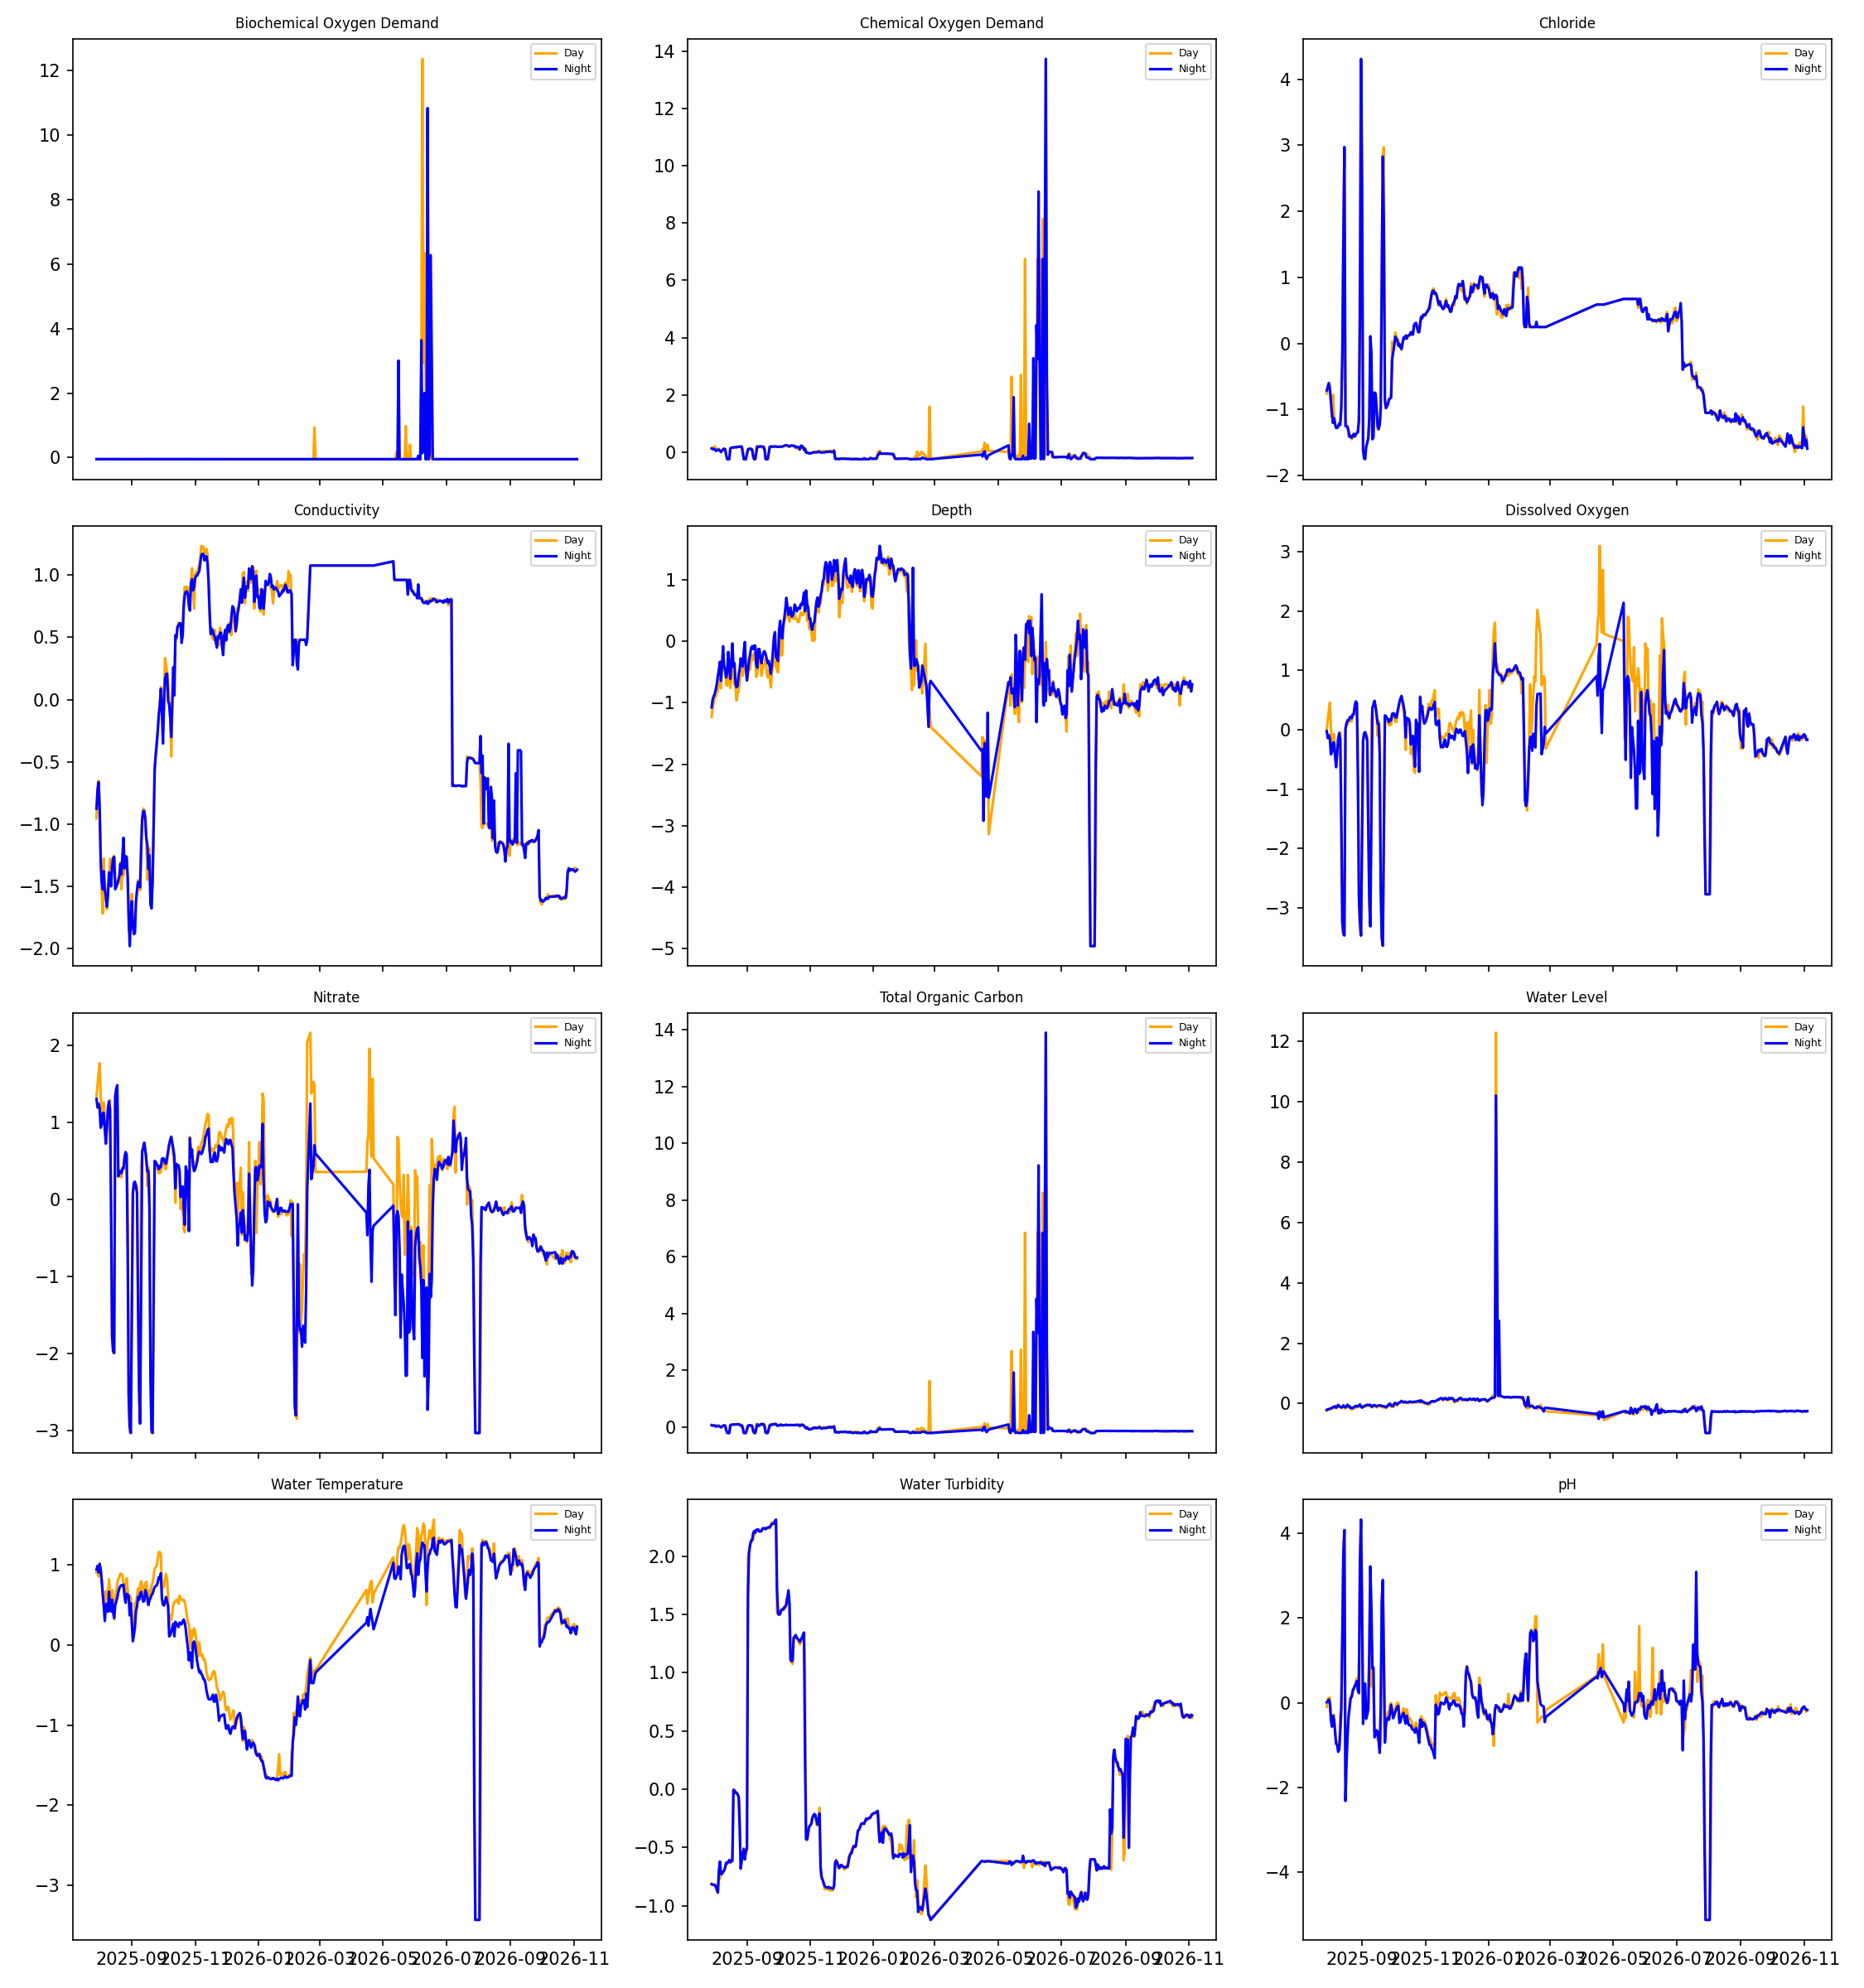 Biochemical Oxygen Demand
Day
Night
12
10
8
6
4
2
0
Chemical Oxygen Demand
Day
Night
14
12
10
8
6
4
2
0
Chloride
Day
Night
4
3
2
1
0
−1
−2
Conductivity
Day
Night
1.0
0.5
0.0
−0.5
−1.0
−1.5
−2.0
Depth
Day
Night
1
0
−1
−2
−3
−4
−5
Dissolved Oxygen
Day
Night
3
2
1
0
−1
−2
−3
Nitrate
Day
Night
2
1
0
−1
−2
−3
Total Organic Carbon
Day
Night
14
12
10
8
6
4
2
0
Water Level
Day
Night
12
10
8
6
4
2
0
Water Temperature
Day
Night
1
0
−1
−2
−3
2025-09 2025-11 2026-01 2026-03 2026-05 2026-07 2026-09 2026-11
Water Turbidity
Day
Night
2.0
1.5
1.0
0.5
0.0
−0.5
−1.0
2025-09 2025-11 2026-01 2026-03 2026-05 2026-07 2026-09 2026-11
pH
Day
Night
4
2
0
−2
−4
2025-09 2025-11 2026-01 2026-03 2026-05 2026-07 2026-09 2026-11